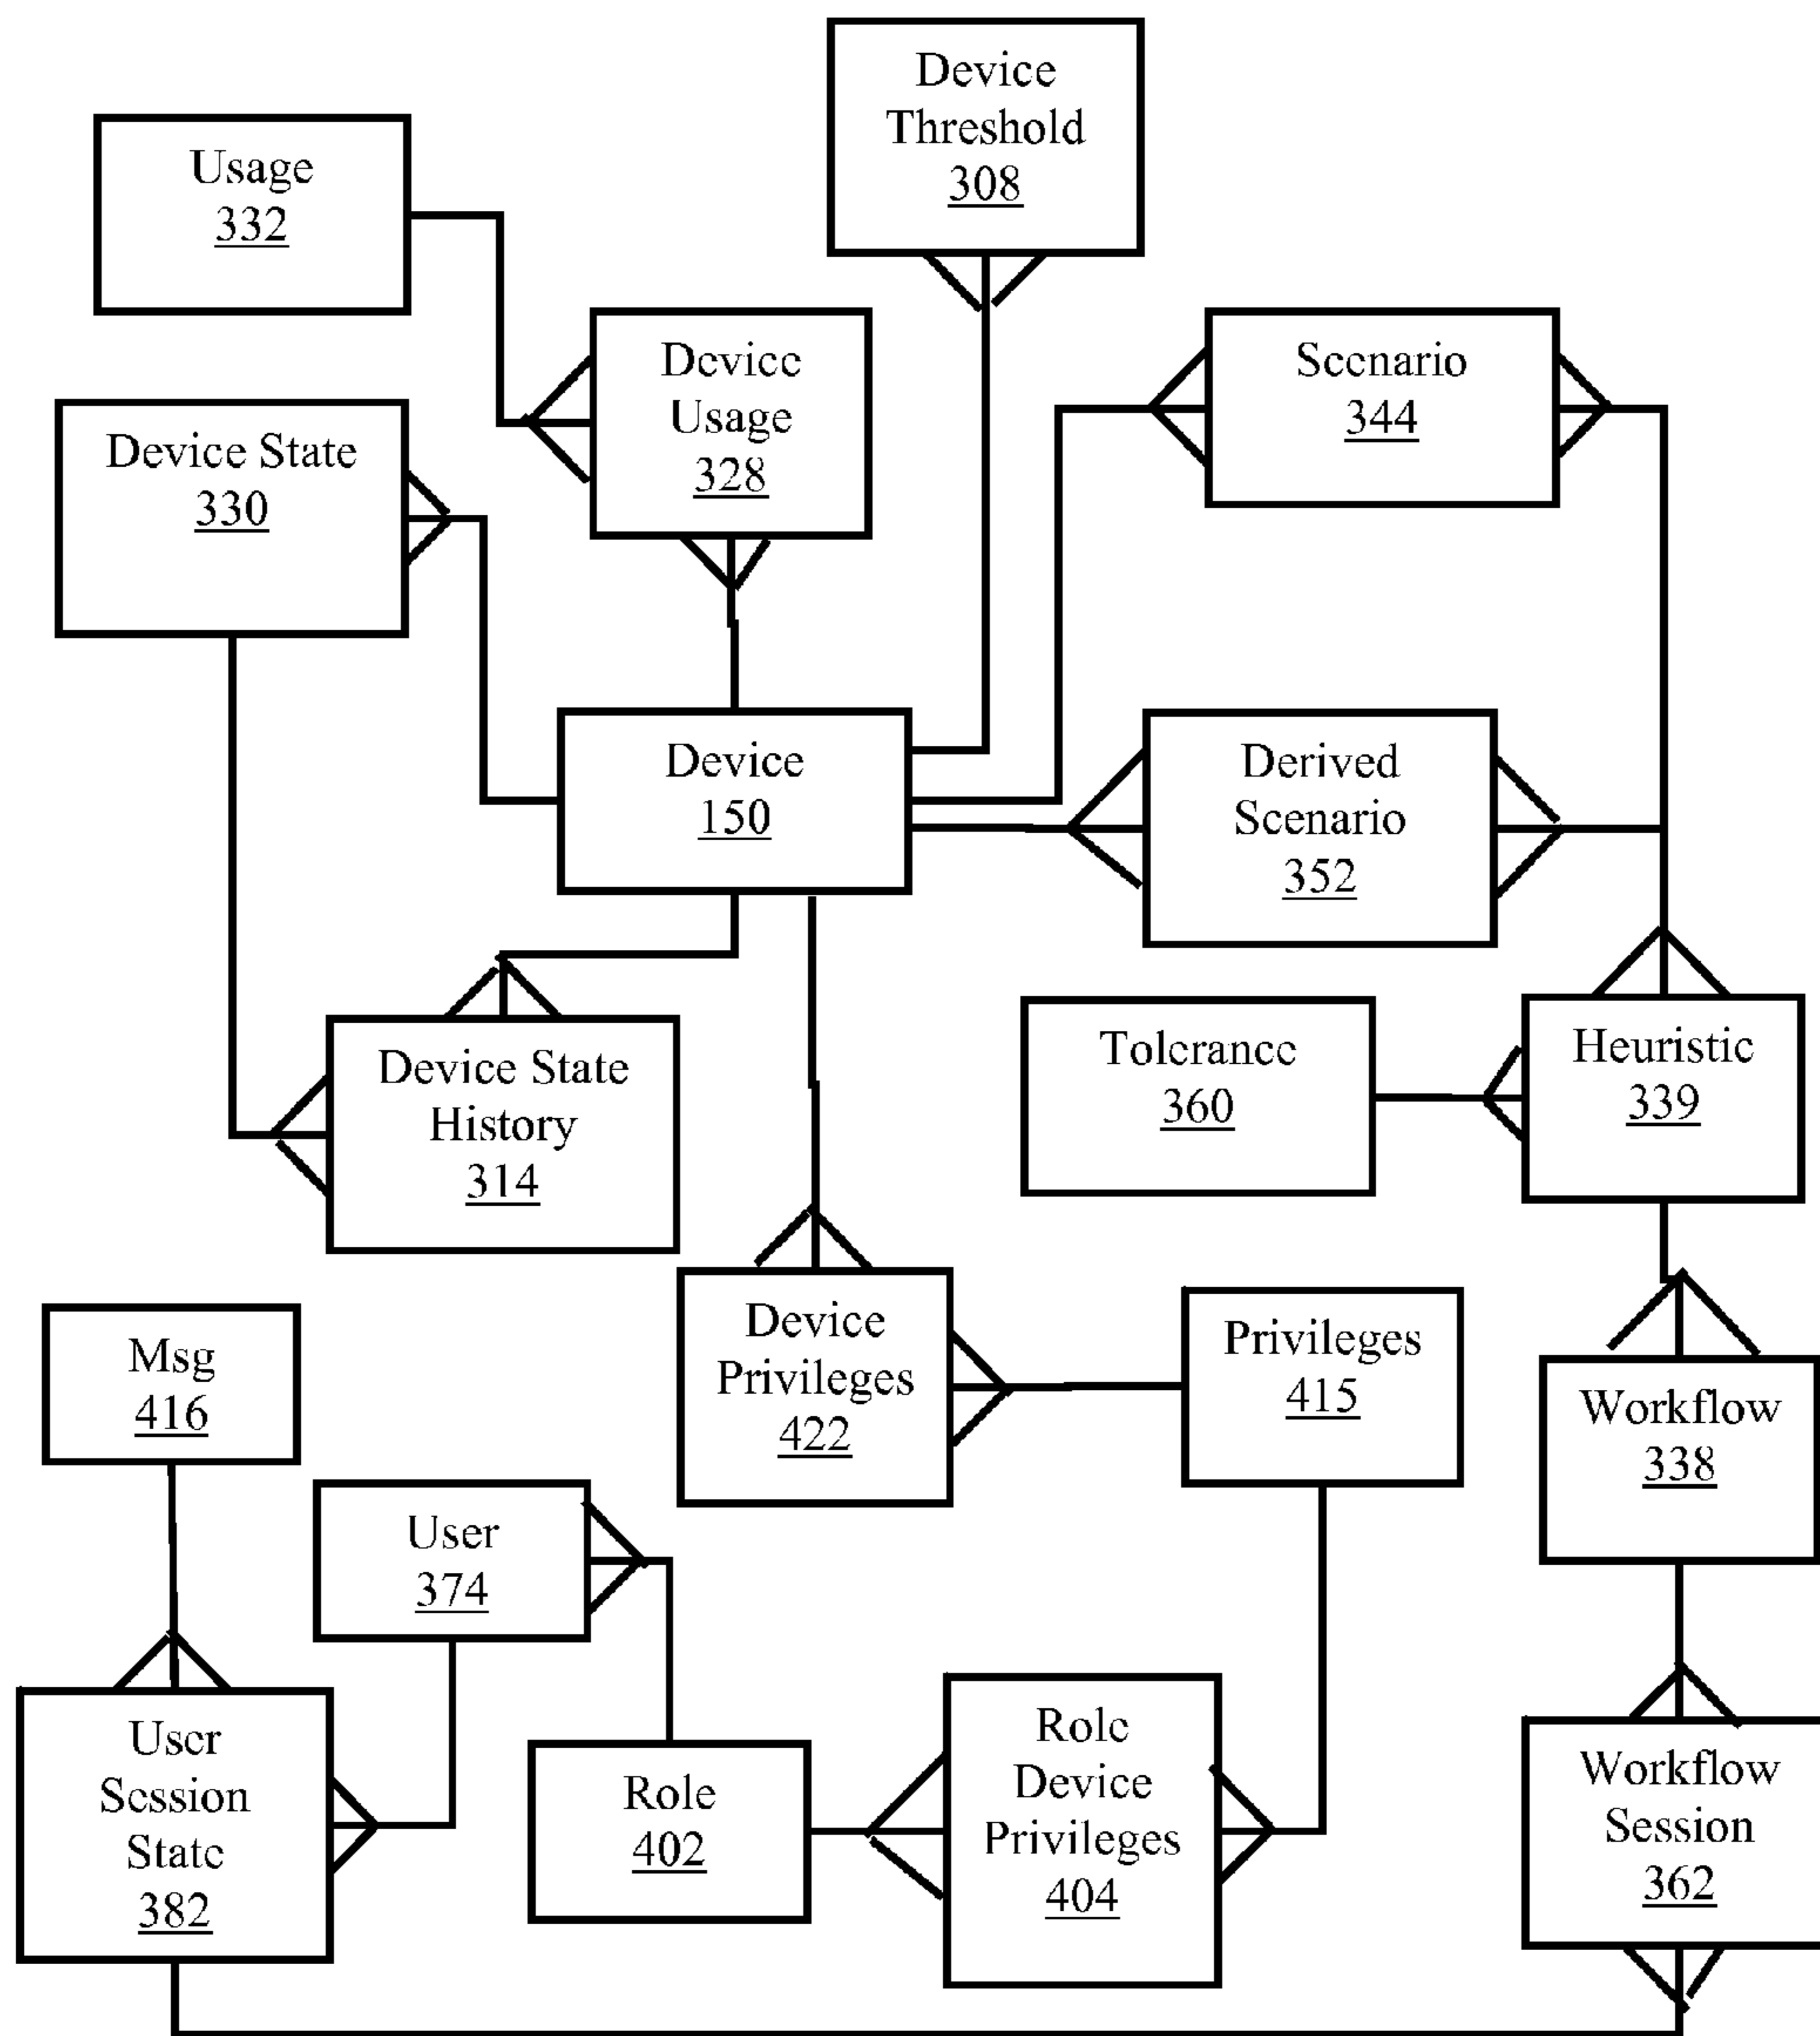 Device
Threshold
308
Usage
332
Device
Usage
328
Scenario
344
Device State
330
Device
150
Derived
Scenario
352
Device State
History
314
Tolerance
360
Heuristic
339
Device
Privileges
422
Privileges
415
Msg
416
Workflow
338
User
374
User
Session
State
382
Role
402
Role
Device
Privileges
404
Workflow
Session
362